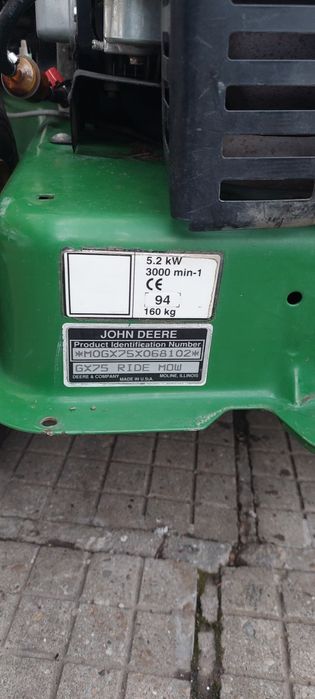 5.2 kW
3000 min-1
CE
94
160 kg
JOHN DEERE
Product Identification Number
*MOGX75X068102*
GX75 RIDE MOW
DEERE & COMPANY MOLINE, ILLINOIS
MADE IN U.S.A.